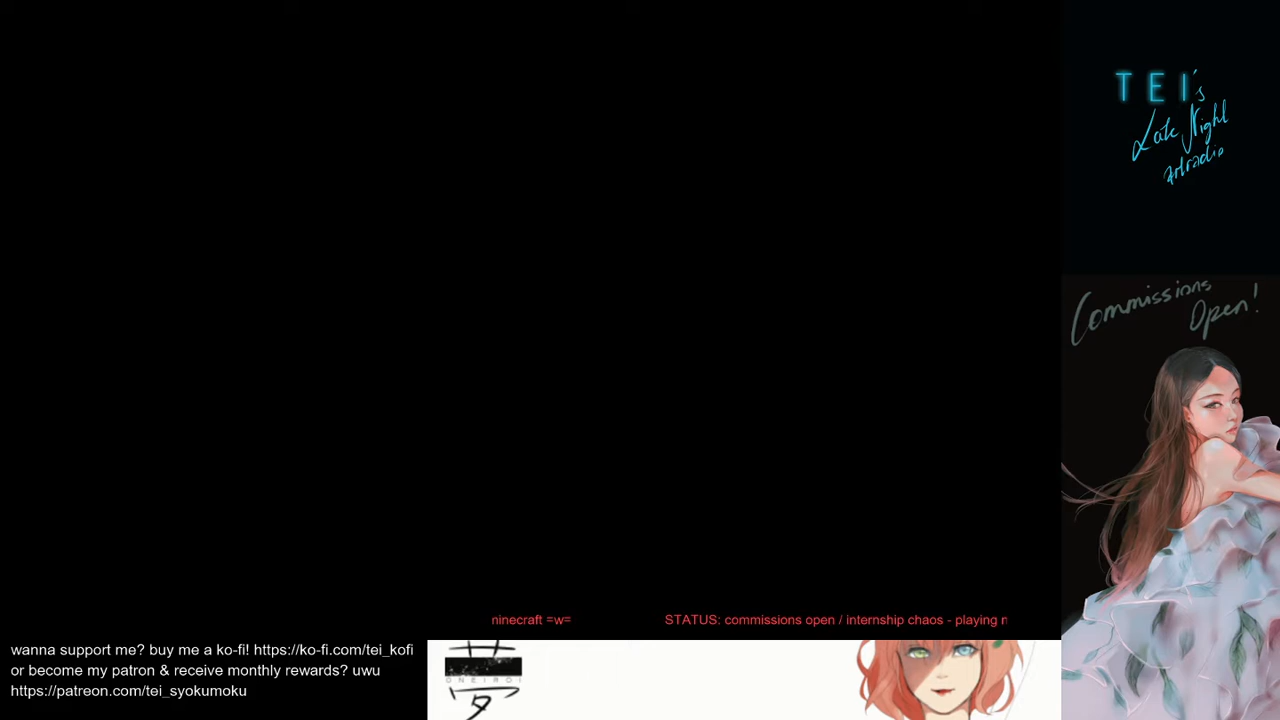 TEI's
Late Night
Artradio
Commissions
Open!
ninecraft =w=
STATUS: commissions open / internship chaos - playing n
wanna support me? buy me a ko-fi! https://ko-fi.com/tei_kofi
or become my patron & receive monthly rewards? uwu
https://patreon.com/tei_syokumoku
夢